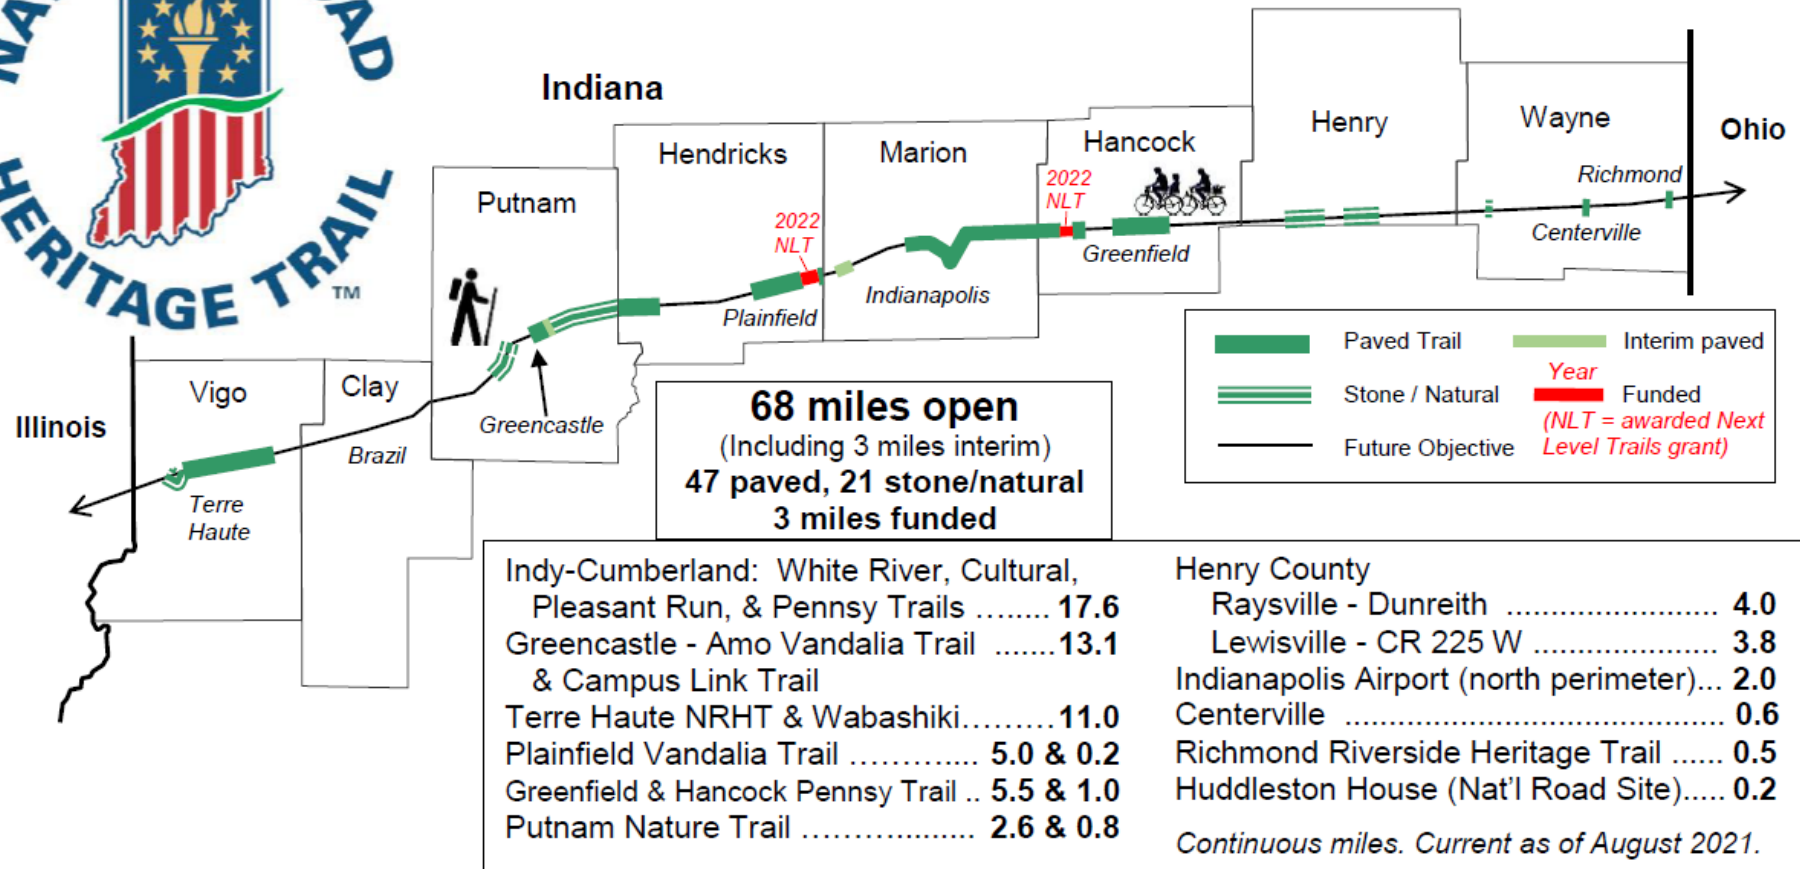 NA
OAD
HERITAGE TRAIL
TM
Indiana
Ohio
Illinois
Vigo
Clay
Putnam
Hendricks
Marion
Hancock
Henry
Wayne
2022
NLT
2022
NLT
Richmond
Centerville
Greenfield
Indianapolis
Plainfield
Greencastle
Brazil
Terre
Haute
Paved Trail
Interim paved
Stone / Natural
Year
Funded
(NLT = awarded Next
Level Trails grant)
Future Objective
68 miles open
(Including 3 miles interim)
47 paved, 21 stone/natural
3 miles funded
Indy-Cumberland: White River, Cultural,
Pleasant Run, & Pennsy Trails ........ 17.6
Greencastle - Amo Vandalia Trail .......13.1
& Campus Link Trail
Terre Haute NRHT & Wabashiki.........11.0
Plainfield Vandalia Trail ............. 5.0 & 0.2
Greenfield & Hancock Pennsy Trail .. 5.5 & 1.0
Putnam Nature Trail .................. 2.6 & 0.8
Henry County
Raysville - Dunreith ....................... 4.0
Lewisville - CR 225 W .................... 3.8
Indianapolis Airport (north perimeter)... 2.0
Centerville ......................................... 0.6
Richmond Riverside Heritage Trail ...... 0.5
Huddleston House (Nat'l Road Site)..... 0.2
Continuous miles. Current as of August 2021.